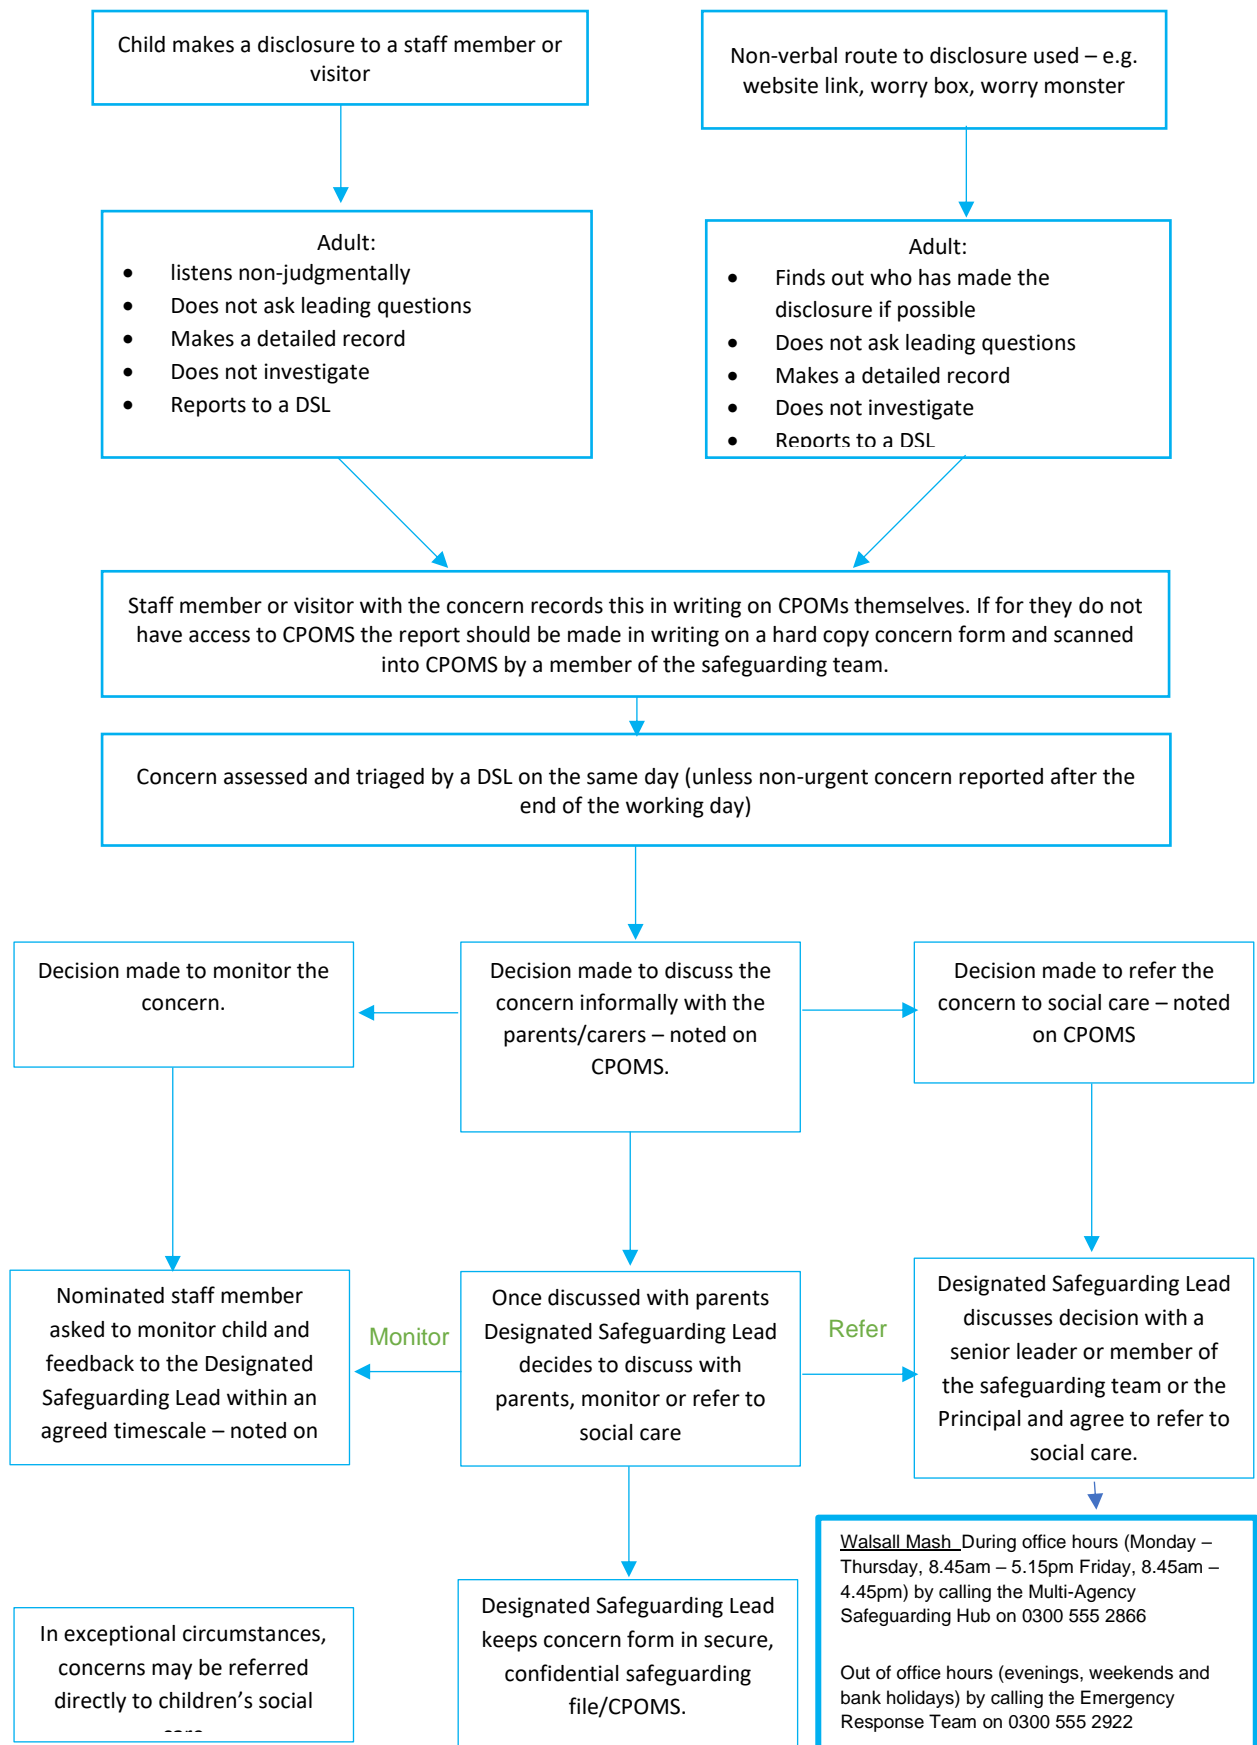 Child makes a disclosure to a staff member or
visitor
Non-verbal route to disclosure used – e.g.
website link, worry box, worry monster
Adult:
• listens non-judgmentally
• Does not ask leading questions
• Makes a detailed record
• Does not investigate
• Reports to a DSL
Adult:
• Finds out who has made the
disclosure if possible
• Does not ask leading questions
• Makes a detailed record
• Does not investigate
• Reports to a DSL
Staff member or visitor with the concern records this in writing on CPOMs themselves. If for they do not
have access to CPOMS the report should be made in writing on a hard copy concern form and scanned
into CPOMS by a member of the safeguarding team.
Concern assessed and triaged by a DSL on the same day (unless non-urgent concern reported after the
end of the working day)
Decision made to monitor the
concern.
Decision made to discuss the
concern informally with the
parents/carers – noted on
CPOMS.
Decision made to refer the
concern to social care – noted
on CPOMS
Nominated staff member
asked to monitor child and
feedback to the Designated
Safeguarding Lead within an
agreed timescale – noted on
Monitor
Once discussed with parents
Designated Safeguarding Lead
decides to discuss with
parents, monitor or refer to
social care
Refer
Designated Safeguarding Lead
discusses decision with a
senior leader or member of
the safeguarding team or the
Principal and agree to refer to
social care.
In exceptional circumstances,
concerns may be referred
directly to children’s social
Designated Safeguarding Lead
keeps concern form in secure,
confidential safeguarding
file/CPOMS.
Walsall Mash During office hours (Monday –
Thursday, 8.45am – 5.15pm Friday, 8.45am –
4.45pm) by calling the Multi-Agency
Safeguarding Hub on 0300 555 2866
Out of office hours (evenings, weekends and
bank holidays) by calling the Emergency
Response Team on 0300 555 2922